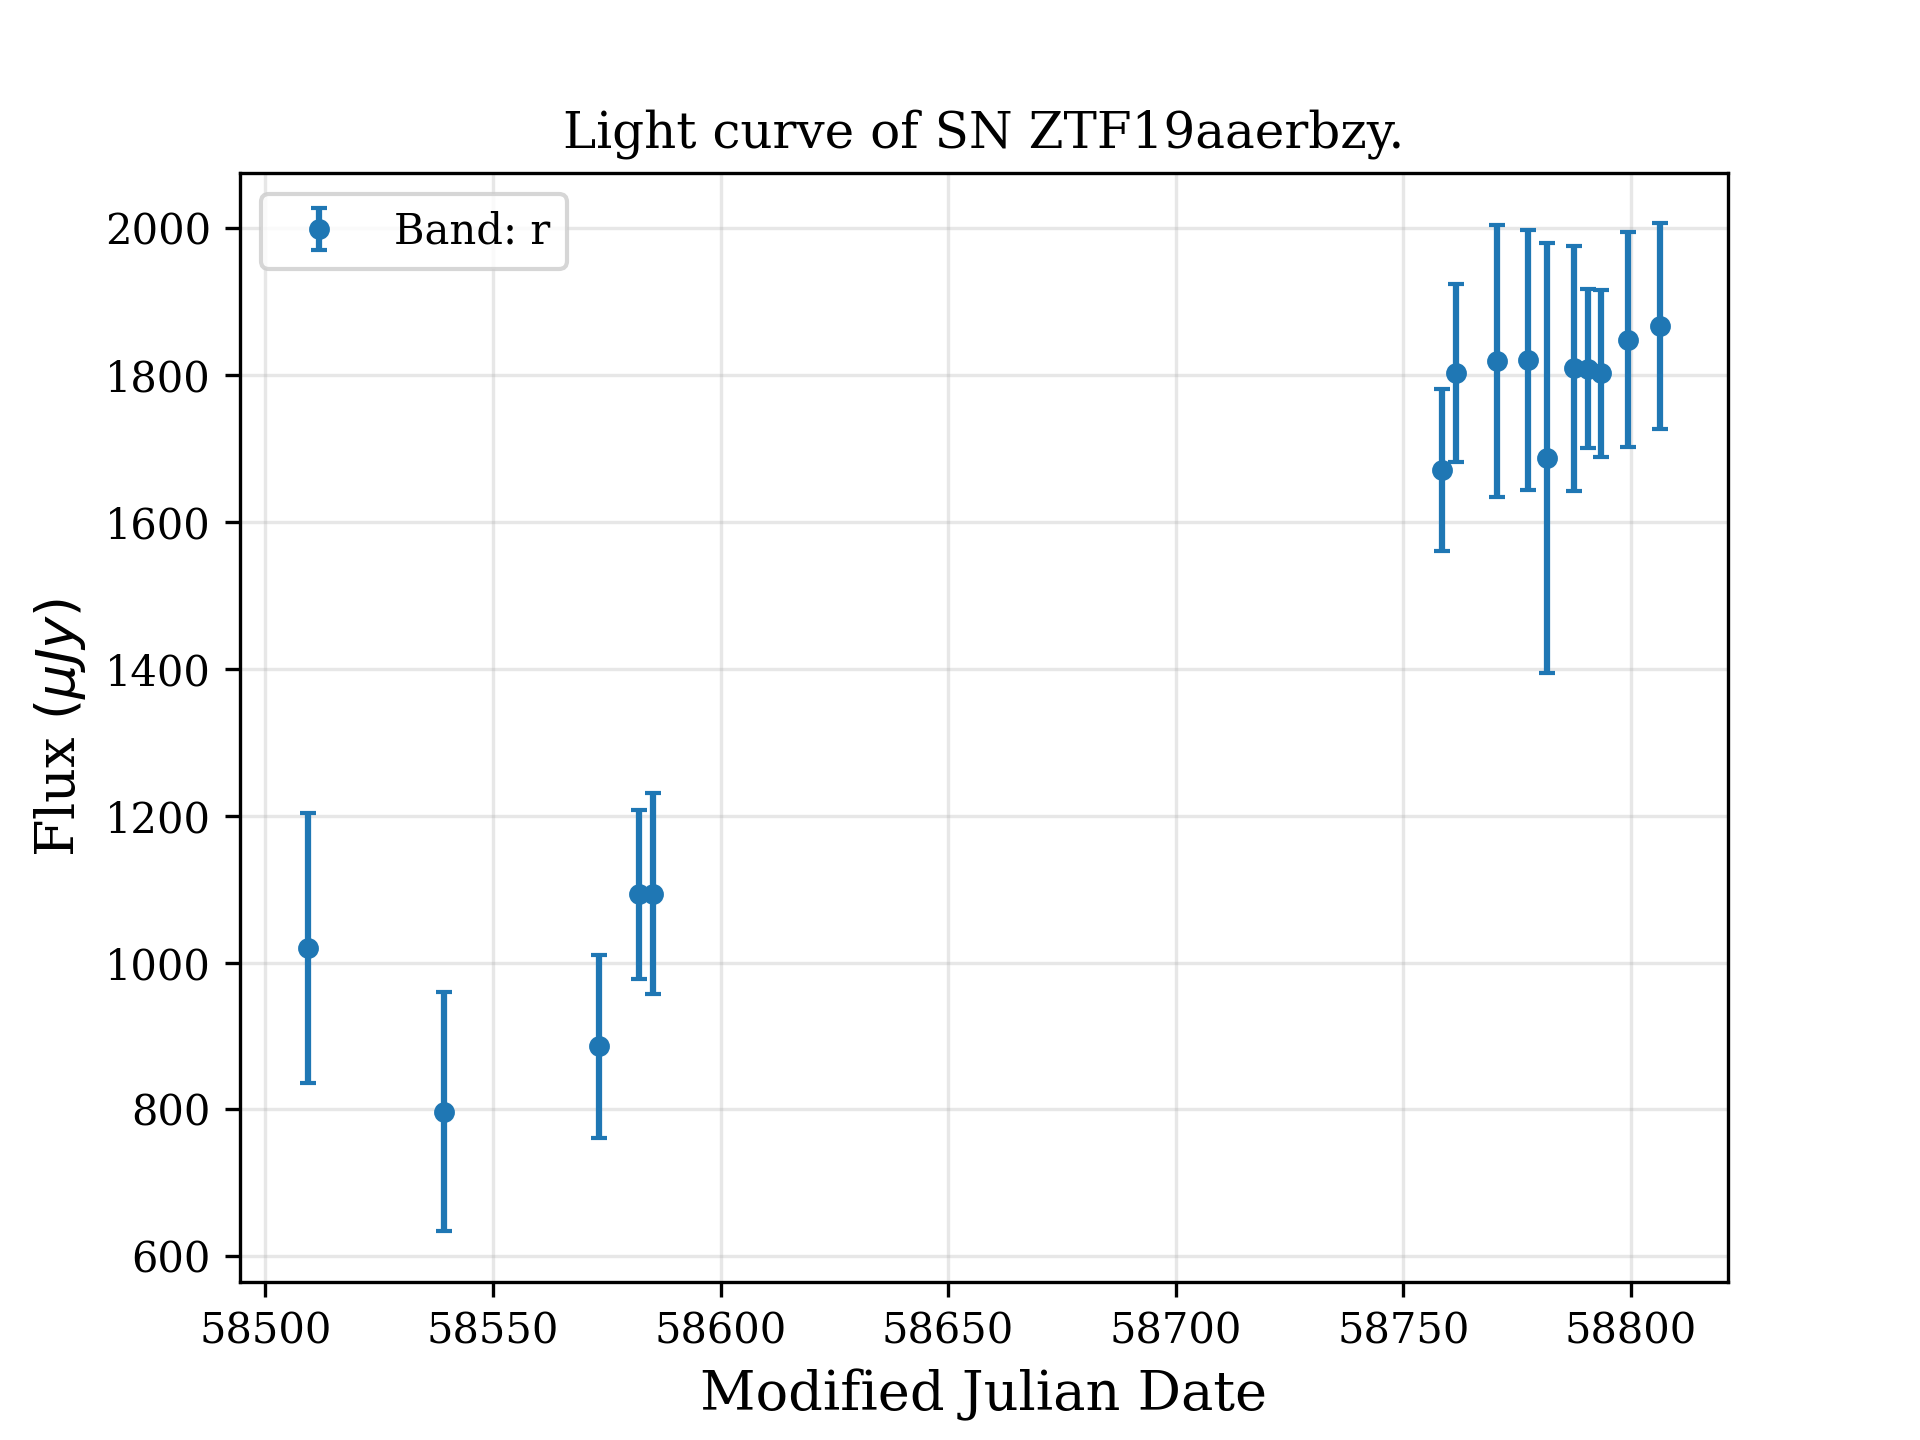 Light curve of SN ZTF19aaerbzy.
Band: r
2000
1800
1600
1400
1200
1000
800
600
Flux (μJy)
58500 58550 58600 58650 58700 58750 58800
Modified Julian Date